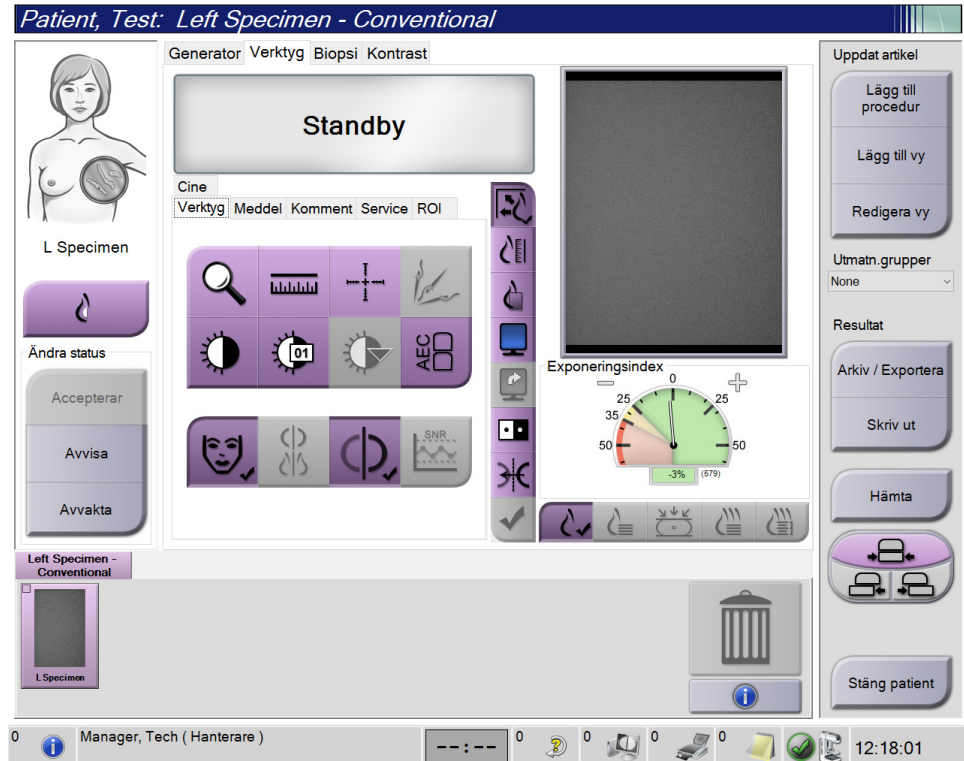 Patient, Test: Left Specimen - Conventional
Generator Verktyg Biopsi Kontrast
Standby
Cine
Verktyg Meddel Komment Service ROI
L Specimen
01
AEC
SNR
Ändra status
Accepterar
Avvisa
Avvakta
Exponeringsindex
0
25
25
35
50
50
-3%
(579)
Uppdat artikel
Lägg till
procedur
Lägg till vy
Redigera vy
Utmatn.grupper
None
Resultat
Arkiv / Exportera
Skriv ut
Hämta
Stäng patient
Left Specimen -
Conventional
L Specimen
0
Manager, Tech ( Hanterare )
--:--
0
0
0
0
12:18:01